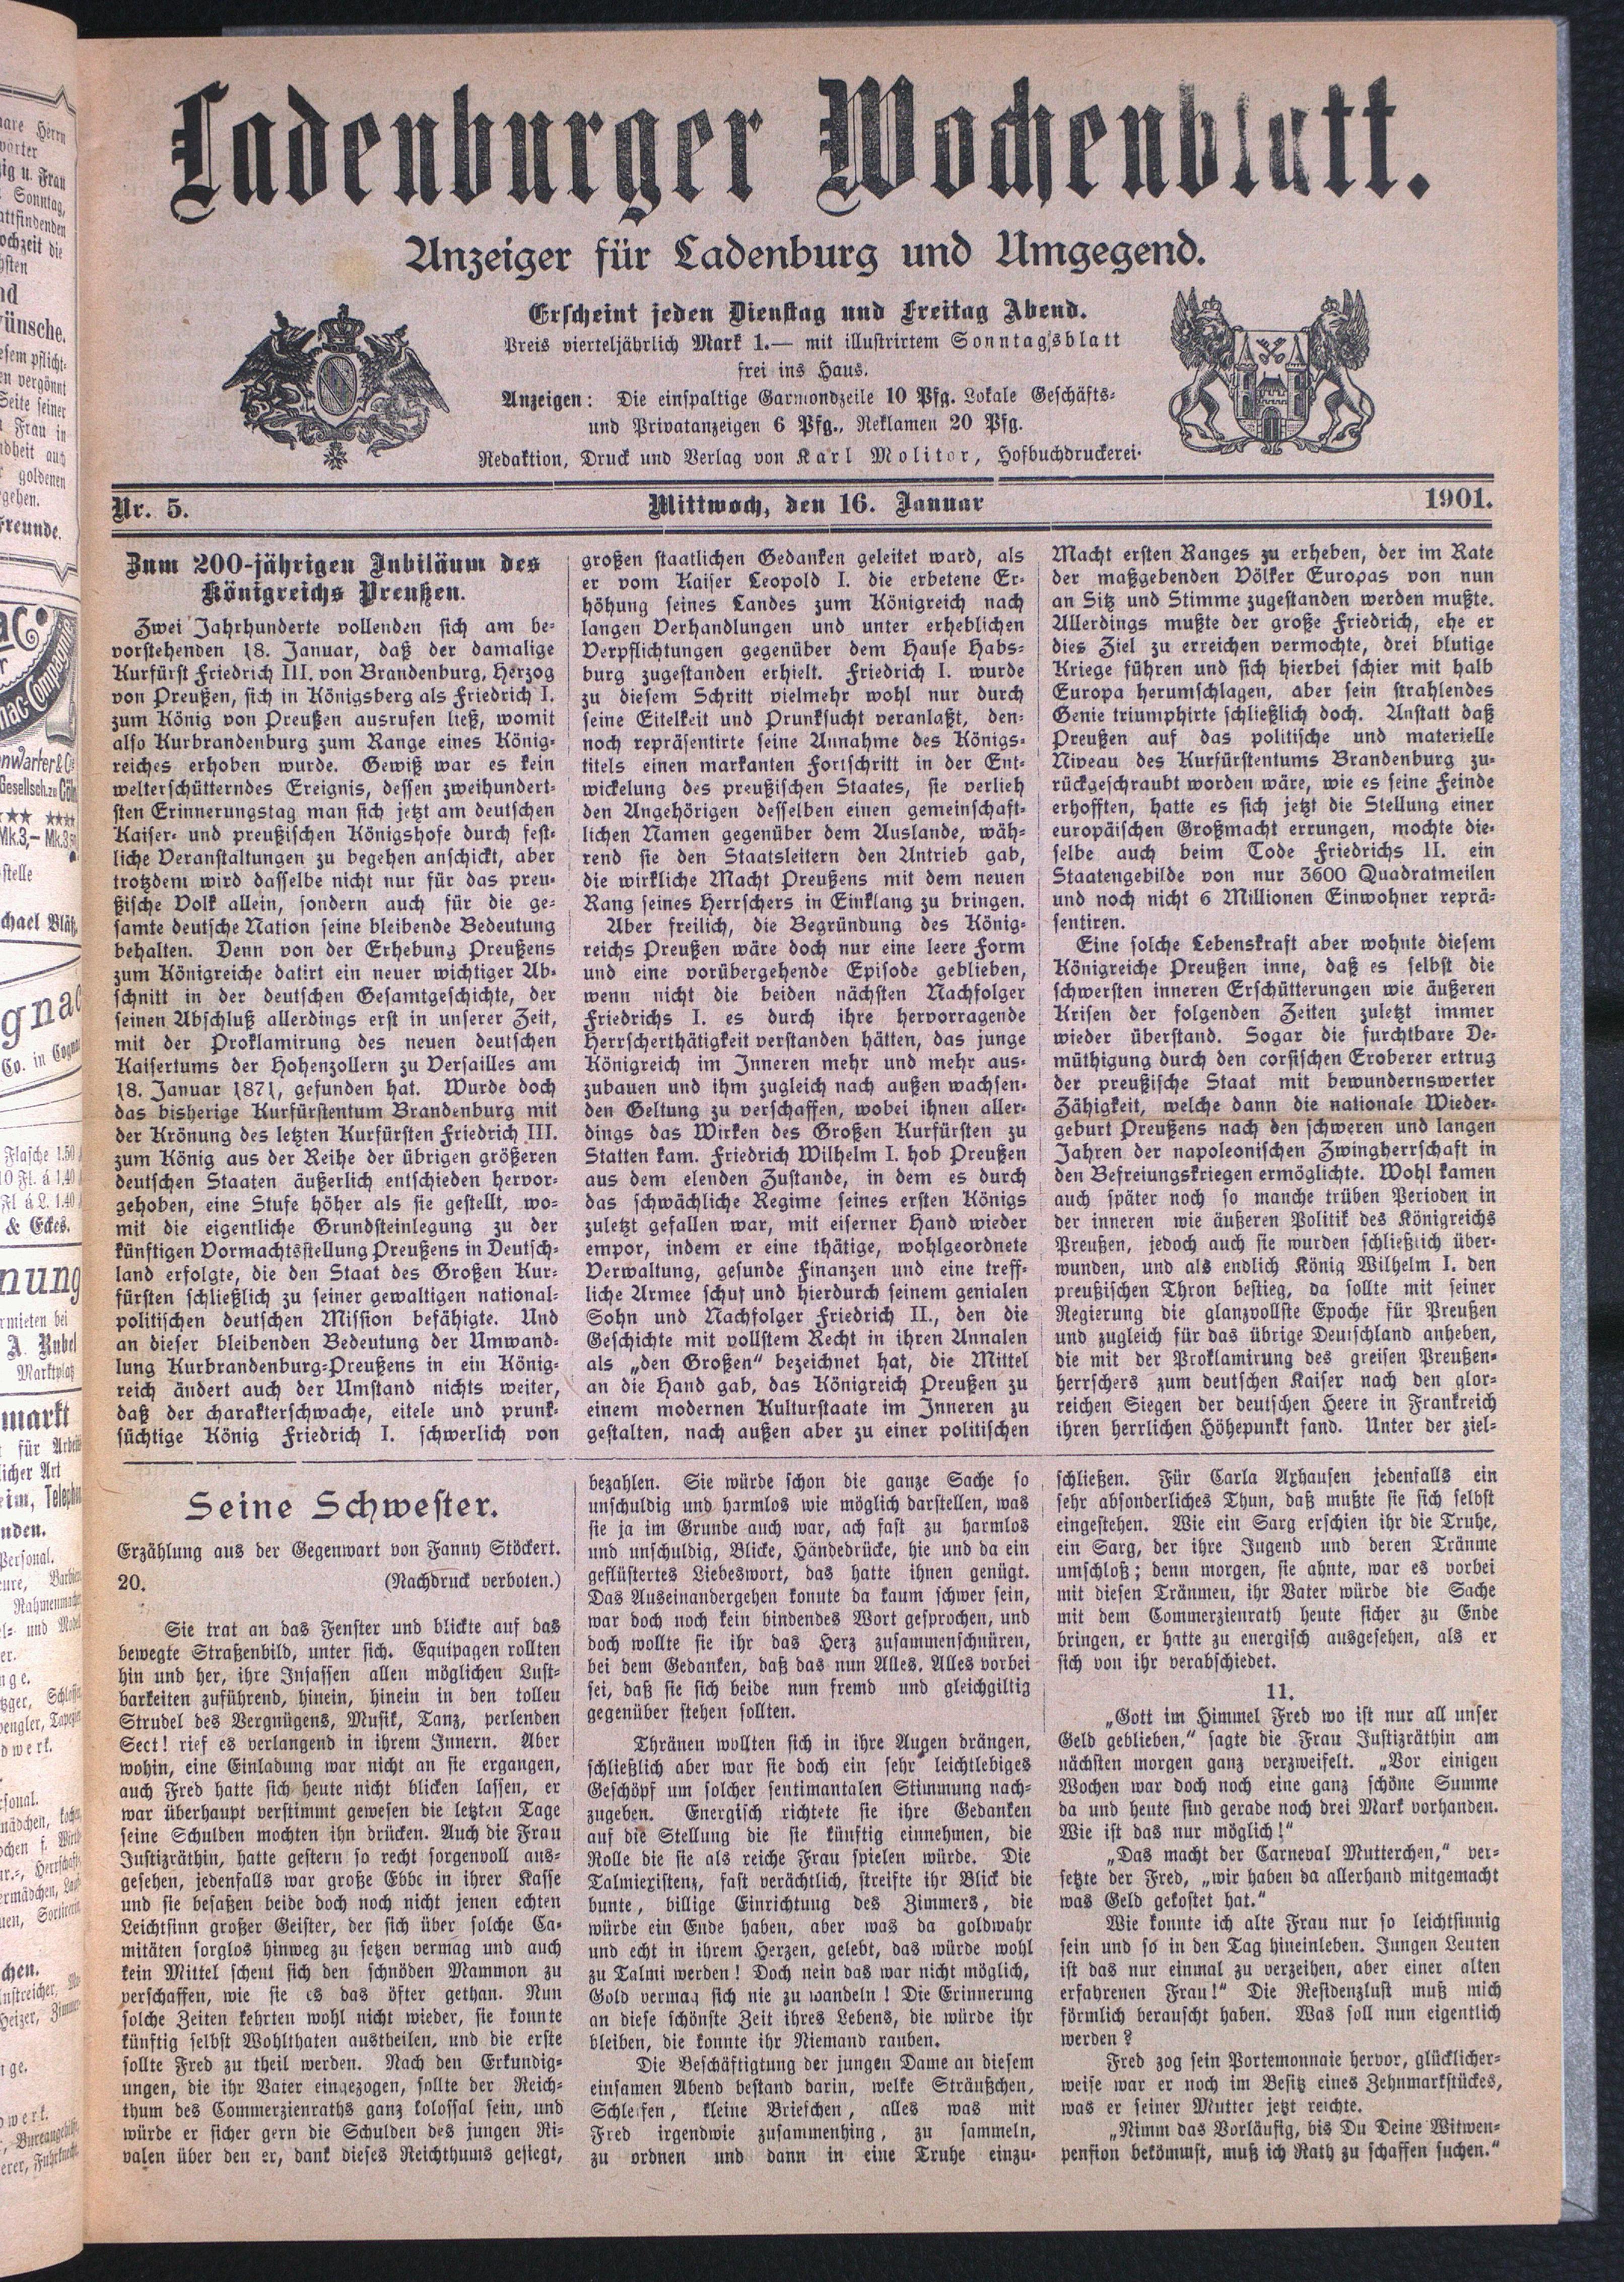 Ladenburger Wochenblatt.
Anzeiger für Ladenburg und Umgegend.
Erscheint jeden Dienstag und Freitag Abend.
Preis vierteljährlich Mark 1.— mit illustrirtem Sonntagsblatt
frei ins Haus.
Anzeigen: Die einspaltige Garmondzeile 10 Pfg. Lokale Geschäfts-
und Privatanzeigen 6 Pfg., Reklamen 20 Pfg.
Redaktion, Druck und Verlag von Karl Molitor, Hofbuchdruckerei.
Nr. 5. Mittwoch, den 16. Januar 1901.
Zum 200-jährigen Jubiläum des
Königreichs Preußen.
Zwei Jahrhunderte vollenden sich am be-
vorstehenden 18. Januar, daß der damalige
Kurfürst Friedrich III. von Brandenburg, Herzog
von Preußen, sich in Königsberg als Friedrich I.
zum König von Preußen ausrufen ließ, womit
also Kurbrandenburg zum Range eines König-
reiches erhoben wurde. Gewiß war es kein
welterschütterndes Ereignis, dessen zweihundert-
sten Erinnerungstag man sich jetzt am deutschen
Kaiser- und preußischen Königshofe durch fest-
liche Veranstaltungen zu begehen anschickt, aber
trotzdem wird dasselbe nicht nur für das preu-
ßische Volk allein, sondern auch für die ge-
samte deutsche Nation seine bleibende Bedeutung
behalten. Denn von der Erhebung Preußens
zum Königreiche datirt ein neuer wichtiger Ab-
schnitt in der deutschen Gesamtgeschichte, der
seinen Abschluß allerdings erst in unserer Zeit,
mit der Proklamirung des neuen deutschen
Kaisertums der Hohenzollern zu Versailles am
18. Januar 1871, gefunden hat. Wurde doch
das bisherige Kurfürstentum Brandenburg mit
der Krönung des letzten Kurfürsten Friedrich III.
zum König aus der Reihe der übrigen größeren
deutschen Staaten äußerlich entschieden hervor-
gehoben, eine Stufe höher als sie gestellt, wo-
mit die eigentliche Grundsteinlegung zu der
künftigen Vormachtsstellung Preußens in Deutsch-
land erfolgte, die den Staat des Großen Kur-
fürsten schließlich zu seiner gewaltigen national-
politischen deutschen Mission befähigte. Und
an dieser bleibenden Bedeutung der Umwand-
lung Kurbrandenburg-Preußens in ein König-
reich ändert auch der Umstand nichts weiter,
daß der charakterschwache, eitele und prunk-
süchtige König Friedrich I. schwerlich von
großen staatlichen Gedanken geleitet ward, als
er vom Kaiser Leopold I. die erbetene Er-
höhung seines Landes zum Königreich nach
langen Verhandlungen und unter erheblichen
Verpflichtungen gegenüber dem Hause Habs-
burg zugestanden erhielt. Friedrich I. wurde
zu diesem Schritt vielmehr wohl nur durch
seine Eitelkeit und Prunksucht veranlaßt, den-
noch repräsentirte seine Annahme des Königs-
titels einen markanten Fortschritt in der Ent-
wickelung des preußischen Staates, sie verlieh
den Angehörigen desselben einen gemeinschaft-
lichen Namen gegenüber dem Auslande, wäh-
rend sie den Staatsleitern den Antrieb gab,
die wirkliche Macht Preußens mit dem neuen
Rang seines Herrschers in Einklang zu bringen.
Aber freilich, die Begründung des König-
reichs Preußen wäre doch nur eine leere Form
und eine vorübergehende Episode geblieben,
wenn nicht die beiden nächsten Nachfolger
Friedrichs I. es durch ihre hervorragende
Herrscherthätigkeit verstanden hätten, das junge
Königreich im Inneren mehr und mehr aus-
zubauen und ihm zugleich nach außen wachsen-
den Geltung zu verschaffen, wobei ihnen aller-
dings das Wirken des Großen Kurfürsten zu
Statten kam. Friedrich Wilhelm I. hob Preußen
aus dem elenden Zustande, in dem es durch
das schwächliche Regime seines ersten Königs
zuletzt gefallen war, mit eiserner Hand wieder
empor, indem er eine thätige, wohlgeordnete
Verwaltung, gesunde Finanzen und eine treff-
liche Armee schuf und hierdurch seinem genialen
Sohn und Nachfolger Friedrich II., den die
Geschichte mit vollstem Recht in ihren Annalen
als „den Großen“ bezeichnet hat, die Mittel
an die Hand gab, das Königreich Preußen zu
einem modernen Kulturstaate im Inneren zu
gestalten, nach außen aber zu einer politischen
Macht ersten Ranges zu erheben, der im Rate
der maßgebenden Völker Europas von nun
an Sitz und Stimme zugestanden werden mußte.
Allerdings mußte der große Friedrich, ehe er
dies Ziel zu erreichen vermochte, drei blutige
Kriege führen und sich hierbei schier mit halb
Europa herumschlagen, aber sein strahlendes
Genie triumphirte schließlich doch. Anstatt daß
Preußen auf das politische und materielle
Niveau des Kurfürstentums Brandenburg zu-
rückgeschraubt worden wäre, wie es seine Feinde
erhofften, hatte es sich jetzt die Stellung einer
europäischen Großmacht errungen, mochte die-
selbe auch beim Tode Friedrichs II. ein
Staatengebilde von nur 3600 Quadratmeilen
und noch nicht 6 Millionen Einwohner reprä-
sentiren.
Eine solche Lebenskraft aber wohnte diesem
Königreiche Preußen inne, daß es selbst die
schwersten inneren Erschütterungen wie äußeren
Krisen der folgenden Zeiten zuletzt immer
wieder überstand. Sogar die furchtbare De-
müthigung durch den corsischen Eroberer ertrug
der preußische Staat mit bewundernswerter
Zähigkeit, welche dann die nationale Wieder-
geburt Preußens nach den schweren und langen
Jahren der napoleonischen Zwingherrschaft in
den Befreiungskriegen ermöglichte. Wohl kamen
auch später noch so manche trüben Perioden in
der inneren wie äußeren Politik des Königreichs
Preußen, jedoch auch sie wurden schließlich über-
wunden, und als endlich König Wilhelm I. den
preußischen Thron bestieg, da sollte mit seiner
Regierung die glanzvollste Epoche für Preußen
und zugleich für das übrige Deutschland anheben,
die mit der Proklamirung des greisen Preußen-
herrschers zum deutschen Kaiser nach den glor-
reichen Siegen der deutschen Heere in Frankreich
ihren herrlichen Höhepunkt fand. Unter der ziel-
Seine Schwester.
Erzählung aus der Gegenwart von Fanny Stöckert.
20. (Nachdruck verboten.)
Sie trat an das Fenster und blickte auf das
bewegte Straßenbild, unter sich. Equipagen rollten
hin und her, ihre Insassen allen möglichen Lust-
barkeiten zuführend, hinein, hinein in den tollen
Strudel des Vergnügens, Musik, Tanz, perlenden
Sect! rief es verlangend in ihrem Innern. Aber
wohin, eine Einladung war nicht an sie ergangen,
auch Fred hatte sich heute nicht blicken lassen, er
war überhaupt verstimmt gewesen die letzten Tage
seine Schulden mochten ihn drücken. Auch die Frau
Justizräthin, hatte gestern so recht sorgenvoll aus-
gesehen, jedenfalls war große Ebbe in ihrer Kasse
und sie besaßen beide doch noch nicht jenen echten
Leichtsinn großer Geister, der sich über solche Ca-
mitäten sorglos hinweg zu setzen vermag und auch
kein Mittel scheut sich den schnöden Mammon zu
verschaffen, wie sie es das öfter gethan. Nun
solche Zeiten kehrten wohl nicht wieder, sie konnte
künftig selbst Wohlthaten austheilen, und die erste
sollte Fred zu theil werden. Nach den Erkundig-
ungen, die ihr Vater eingezogen, sollte der Reich-
thum des Commerzienraths ganz kolossal sein, und
würde er sicher gern die Schulden des jungen Ri-
valen über den er, dank dieses Reichthums gesiegt,
bezahlen. Sie würde schon die ganze Sache so
unschuldig und harmlos wie möglich darstellen, was
sie ja im Grunde auch war, ach fast zu harmlos
und unschuldig, Blicke, Händedrücke, hie und da ein
geflüstertes Liebeswort, das hatte ihnen genügt.
Das Auseinandergehen konnte da kaum schwer sein,
war doch noch kein bindendes Wort gesprochen, und
doch wollte sie ihr das Herz zusammenschnüren,
bei dem Gedanken, daß das nun Alles, Alles vorbei
sei, daß sie sich beide nun fremd und gleichgiltig
gegenüber stehen sollten.
Thränen wollten sich in ihre Augen drängen,
schließlich aber war sie doch ein sehr leichtlebiges
Geschöpf um solcher sentimantalen Stimmung nach-
zugeben. Energisch richtete sie ihre Gedanken
auf die Stellung die sie künftig einnehmen, die
Rolle die sie als reiche Frau spielen würde. Die
Talmiexistenz, fast verächtlich, streifte ihr Blick die
bunte, billige Einrichtung des Zimmers, die
würde ein Ende haben, aber was da goldwahr
und echt in ihrem Herzen, gelebt, das würde wohl
zu Talmi werden! Doch nein das war nicht möglich,
Gold vermag sich nie zu wandeln! Die Erinnerung
an diese schönste Zeit ihres Lebens, die würde ihr
bleiben, die konnte ihr Niemand rauben.
Die Beschäftigtung der jungen Dame an diesem
einsamen Abend bestand darin, welke Sträußchen,
Schleifen, kleine Briefchen, alles was mit
Fred irgendwie zusammenhing, zu sammeln,
zu ordnen und dann in eine Truhe einzu-
schließen. Für Carla Axhausen jedenfalls ein
sehr absonderliches Thun, daß mußte sie sich selbst
eingestehen. Wie ein Sarg erschien ihr die Truhe,
ein Sarg, der ihre Jugend und deren Träume
umschloß; denn morgen, sie ahnte, war es vorbei
mit diesen Tränmen, ihr Vater würde die Sache
mit dem Commerzienrath heute sicher zu Ende
bringen, er hatte zu energisch ausgesehen, als er
sich von ihr verabschiedet.
11.
„Gott im Himmel Fred wo ist nur all unser
Geld geblieben,“ sagte die Frau Justizräthin am
nächsten morgen ganz verzweifelt. „Vor einigen
Wochen war doch noch eine ganz schöne Summe
da und heute sind gerade noch drei Mark vorhanden.
Wie ist das nur möglich!“
„Das macht der Carneval Mutterchen,“ ver-
setzte der Fred, „wir haben da allerhand mitgemacht
was Geld gekostet hat.“
Wie konnte ich alte Frau nur so leichtsinnig
sein und so in den Tag hineinleben. Jungen Leuten
ist das nur einmal zu verzeihen, aber einer alten
erfahrenen Frau!“ Die Residenzlust muß mich
förmlich berauscht haben. Was soll nun eigentlich
werden?
Fred zog sein Portemonnaie hervor, glücklicher-
weise war er noch im Besitz eines Zehnmarkstückes,
was er seiner Mutter jetzt reichte.
„Nimm das Vorläufig, bis Du Deine Witwen-
pension bekömmst, muß ich Rath zu schaffen suchen.“